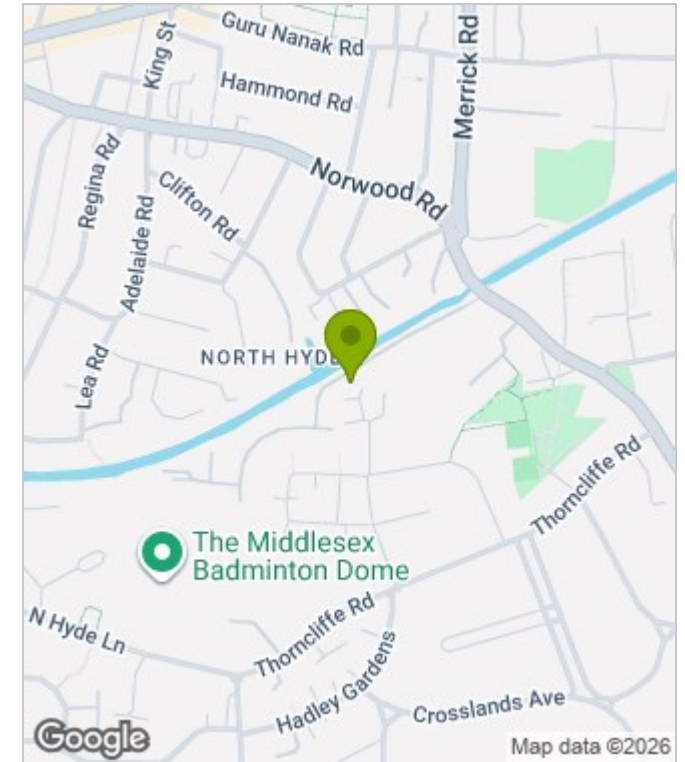 Guru Nanak Rd
King St
Merrick Rd
Hammond Rd
Norwood Rd
Regina Rd
Clifton Rd
Adelaide Rd
NORTH HYDE
Lea Rd
Thorncliffe Rd
The Middlesex
Badminton Dome
N Hyde Ln
Thorncliffe Rd
Hadley Gardens
Crosslands Ave
Google
Map data ©2026